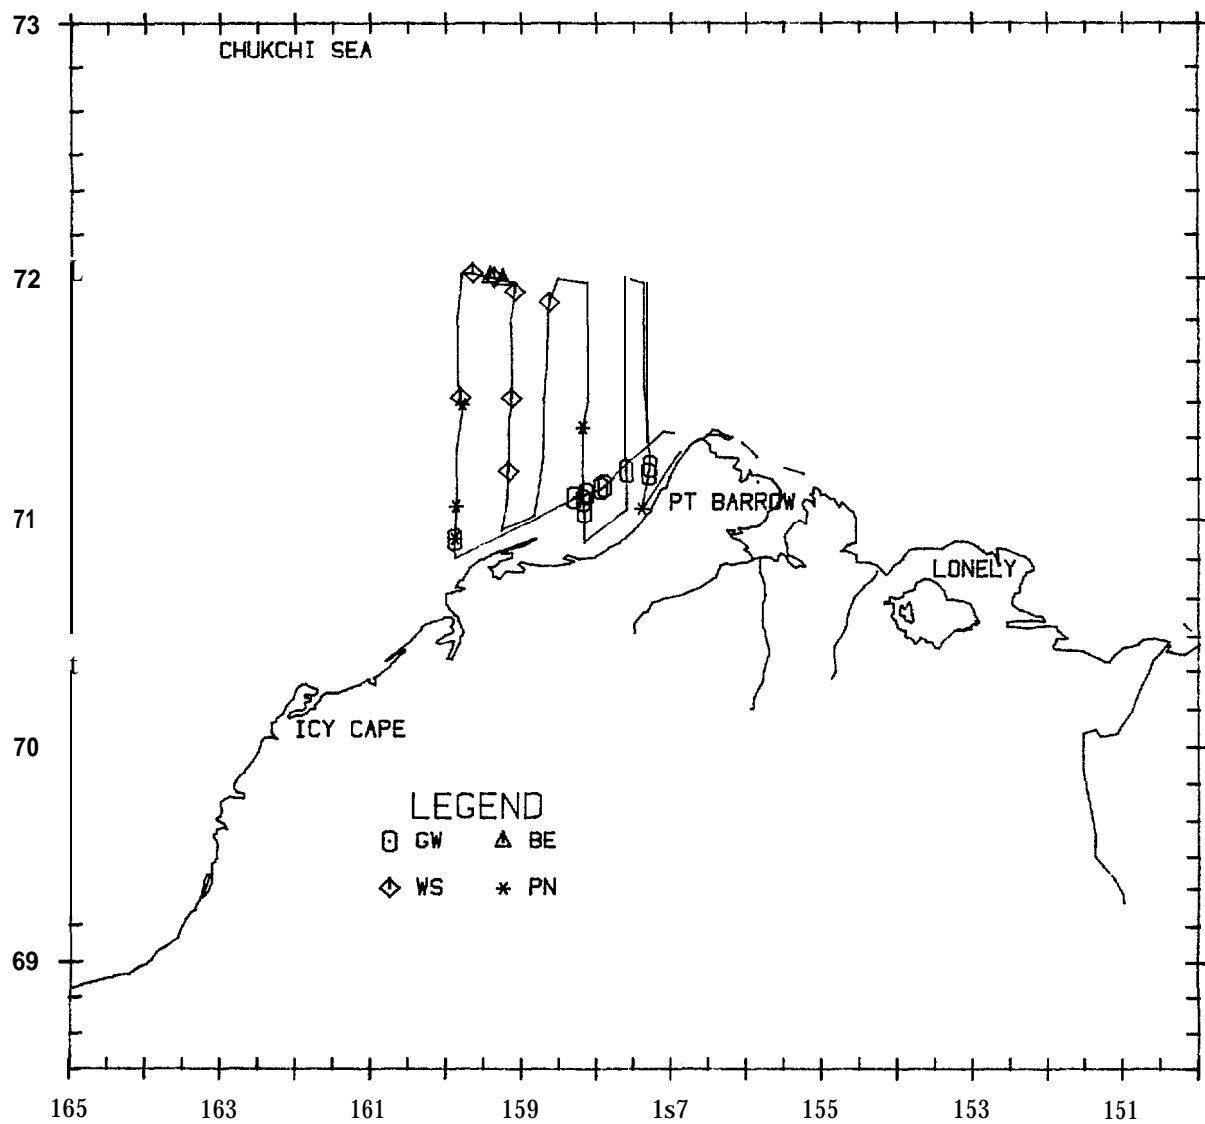 73
CHUKCHI SEA
72
71
PT BARROW
LONELY
ICY CAPE
70
LEGEND
GW BE
WS PN
69
165 163 161 159 1s7 155 153 151